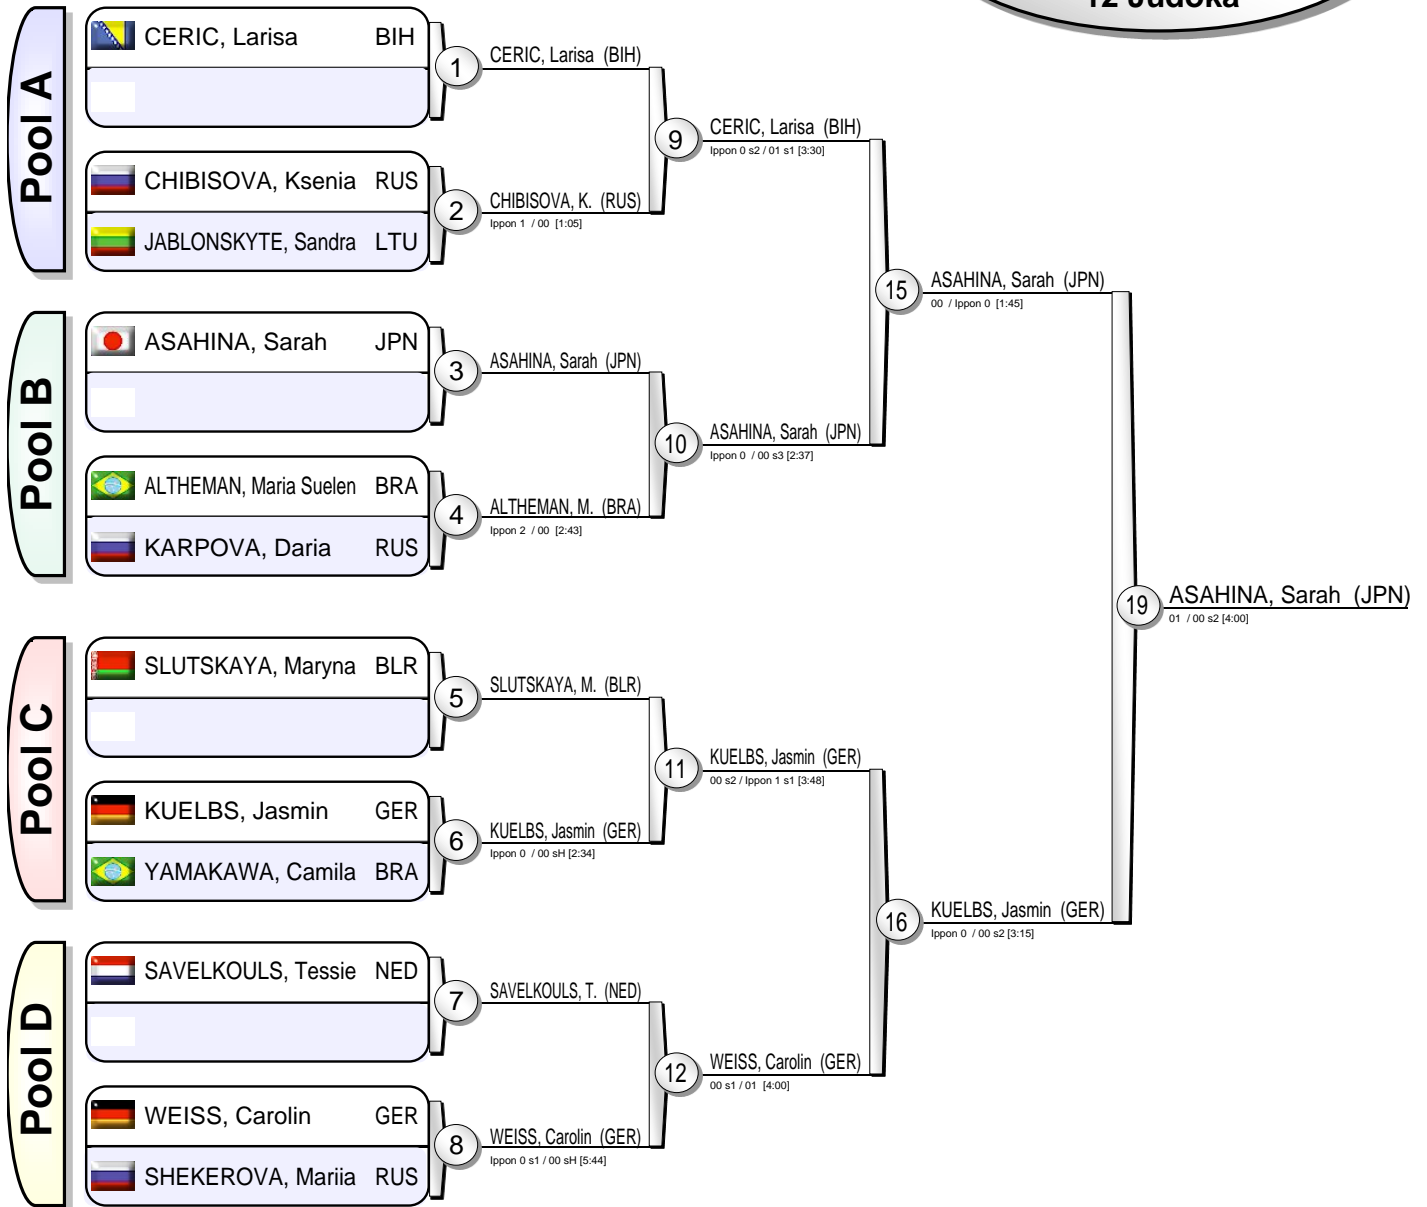 12 Judoka
Pool A
CERIC, Larisa BIH
1
CERIC, Larisa (BIH)
CHIBISOVA, Ksenia RUS
JABLONSKYTE, Sandra LTU
2
CHIBISOVA, K. (RUS)
Ippon 1 / 00 [1:05]
9
CERIC, Larisa (BIH)
Ippon 0 s2 / 01 s1 [3:30]
Pool B
ASAHINA, Sarah JPN
3
ASAHINA, Sarah (JPN)
ALTHEMAN, Maria Suelen BRA
KARPOVA, Daria RUS
4
ALTHEMAN, M. (BRA)
Ippon 2 / 00 [2:43]
10
ASAHINA, Sarah (JPN)
Ippon 0 / 00 s3 [2:37]
15
ASAHINA, Sarah (JPN)
00 / Ippon 0 [1:45]
Pool C
SLUTSKAYA, Maryna BLR
5
SLUTSKAYA, M. (BLR)
KUELBS, Jasmin GER
YAMAKAWA, Camila BRA
6
KUELBS, Jasmin (GER)
Ippon 0 / 00 sH [2:34]
11
KUELBS, Jasmin (GER)
00 s2 / Ippon 1 s1 [3:48]
Pool D
SAVELKOULS, Tessie NED
7
SAVELKOULS, T. (NED)
WEISS, Carolin GER
SHEKEROVA, Mariia RUS
8
WEISS, Carolin (GER)
Ippon 0 s1 / 00 sH [5:44]
12
WEISS, Carolin (GER)
00 s1 / 01 [4:00]
16
KUELBS, Jasmin (GER)
Ippon 0 / 00 s2 [3:15]
19
ASAHINA, Sarah (JPN)
01 / 00 s2 [4:00]